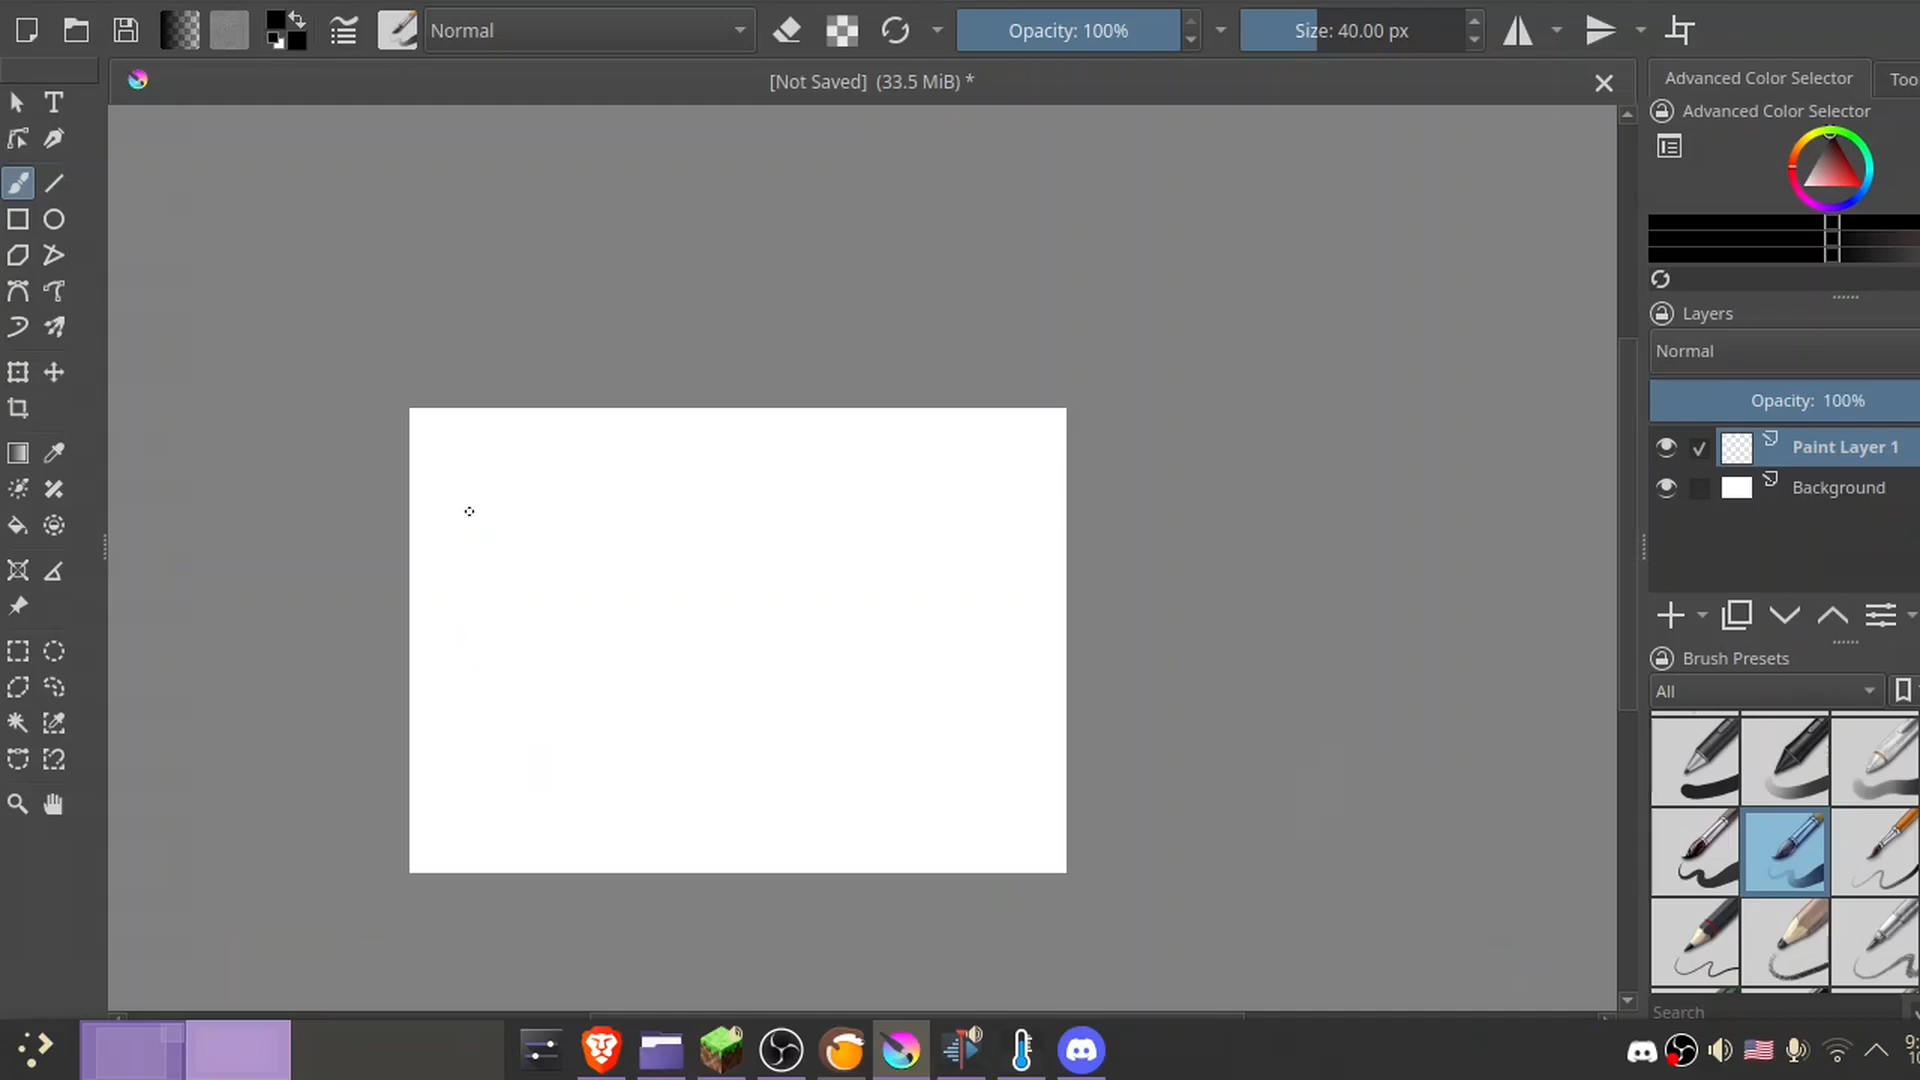 Normal
Opacity: 100%
Size: 40.00 px
[Not Saved] (33.5 MiB) *
Advanced Color Selector
Too
Advanced Color Selector
Layers
Normal
Opacity: 100%
Paint Layer 1
Background
Brush Presets
All
Search
9: